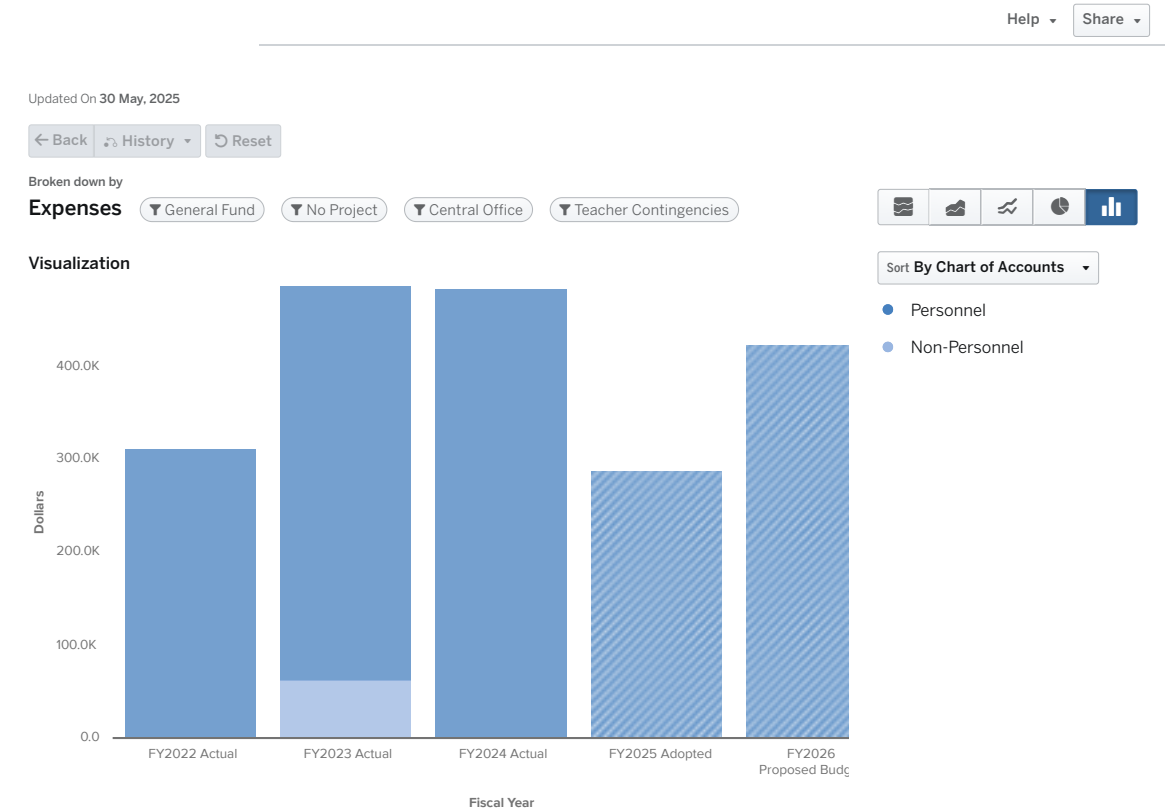 Help
Share
Updated On 30 May, 2025
Back
History
Reset
Broken down by
Expenses
General Fund
No Project
Central Office
Teacher Contingencies
Visualization
Sort By Chart of Accounts
Personnel
Non-Personnel
400.0K
300.0K
200.0K
100.0K
0.0
Dollars
FY2022 Actual
FY2023 Actual
FY2024 Actual
FY2025 Adopted
FY2026
Proposed Budg
Fiscal Year